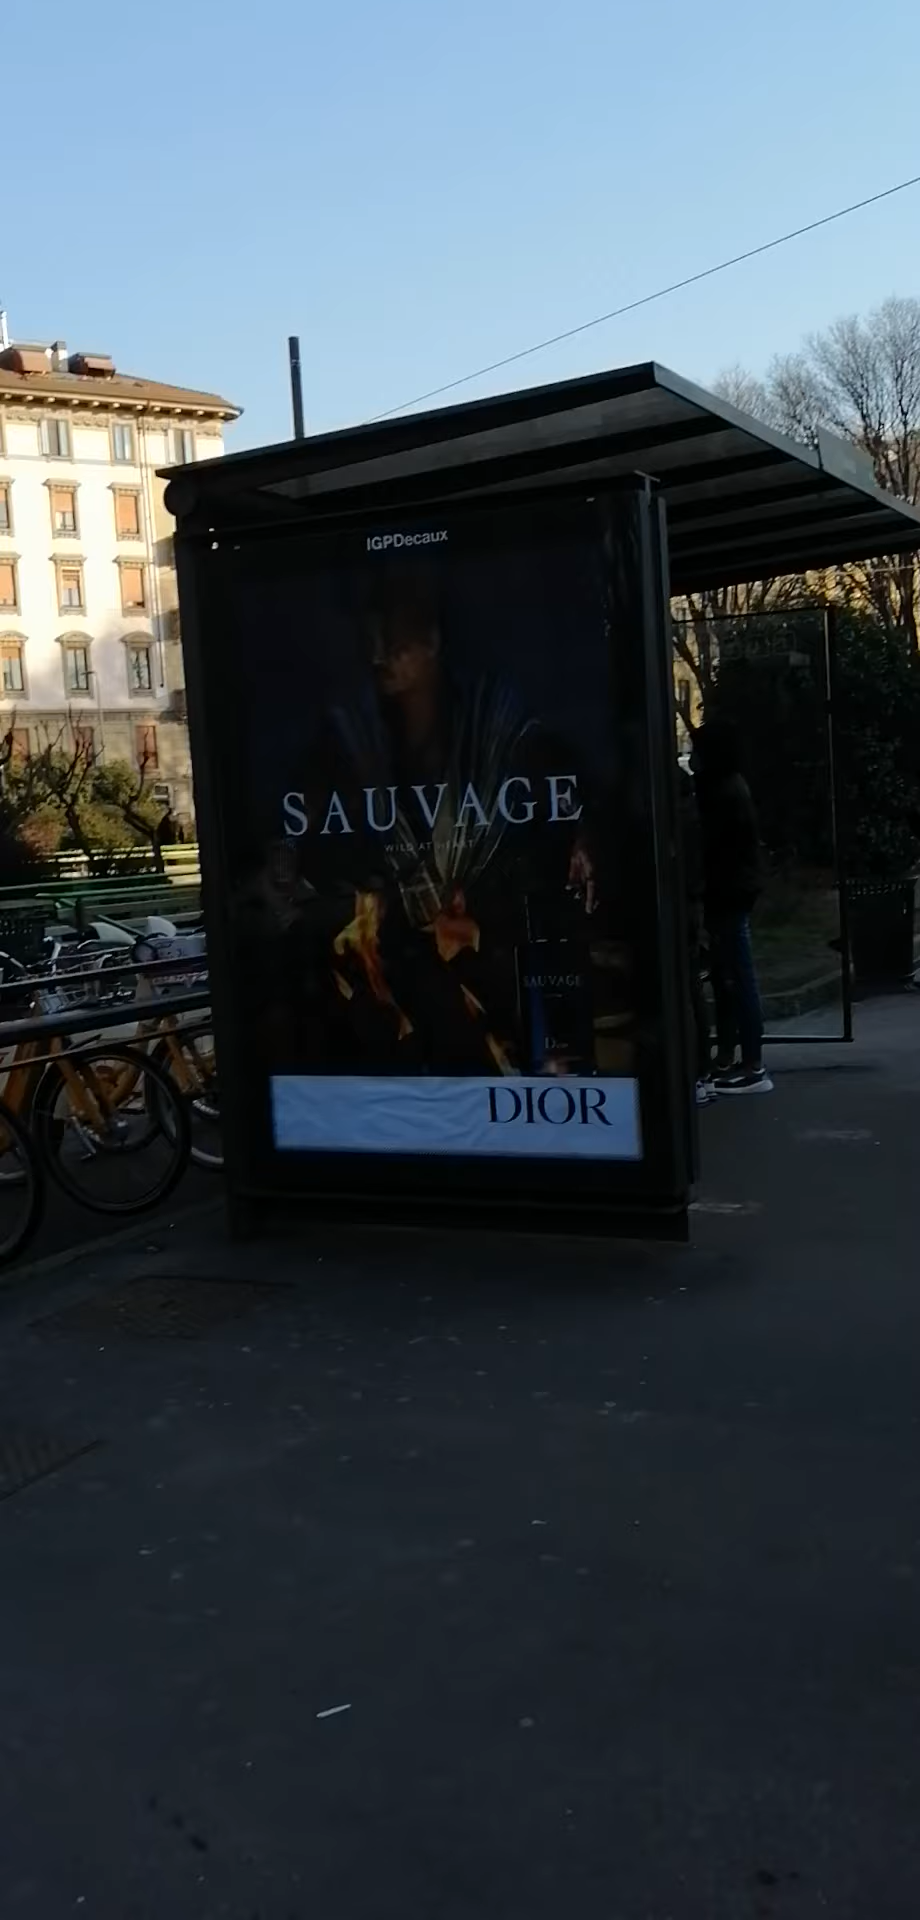 IGPDecaux
SAUVAGE
WILD AT HEART
SAUVAGE
Dior
DIOR